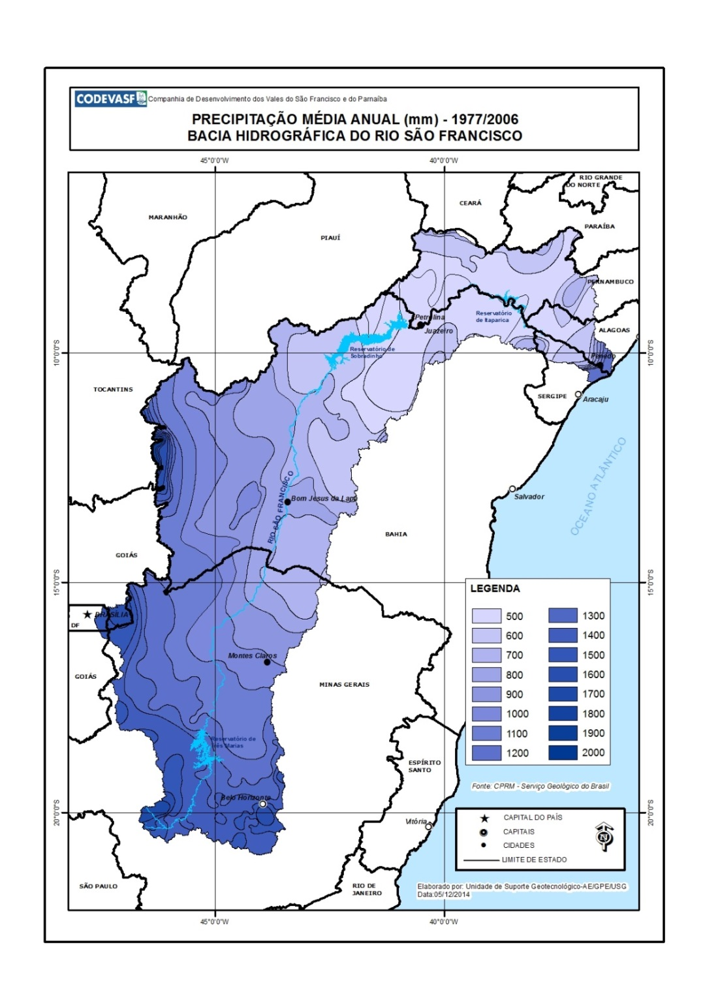 CODEVASF Companhia de Desenvolvimento dos Vales do São Francisco e do Parnaíba
PRECIPITAÇÃO MÉDIA ANUAL (mm) - 1977/2006
BACIA HIDROGRÁFICA DO RIO SÃO FRANCISCO
45°0'0"W
40°0'0"W
RIO GRANDE
DO NORTE
CEARÁ
MARANHÃO
PARAÍBA
PIAUÍ
PERNAMBUCO
Reservatório
de Itaparica
Petrolina
Juazeiro
ALAGOAS
10°0'0"S
10°0'0"S
Reservatório de
Sobradinho
Penedo
TOCANTINS
SERGIPE
Aracaju
OCEANO ATLÂNTICO
RIO SÃO FRANCISCO
Bom Jesus da Lapa
Salvador
BAHIA
GOIÁS
15°0'0"S
15°0'0"S
BRASÍLIA
DF
Montes Claros
GOIÁS
MINAS GERAIS
LEGENDA
500
600
700
800
900
1000
1100
1200
1300
1400
1500
1600
1700
1800
1900
2000
Reservatório de
Três Marias
ESPÍRITO
SANTO
Fonte: CPRM - Serviço Geológico do Brasil
Belo Horizonte
20°0'0"S
20°0'0"S
Vitória
CAPITAL DO PAÍS
CAPITAIS
CIDADES
LIMITE DE ESTADO
N
SÃO PAULO
RIO DE
JANEIRO
Elaborado por: Unidade de Suporte Geotecnológico-AE/GPE/USG
Data:05/12/2014
45°0'0"W
40°0'0"W